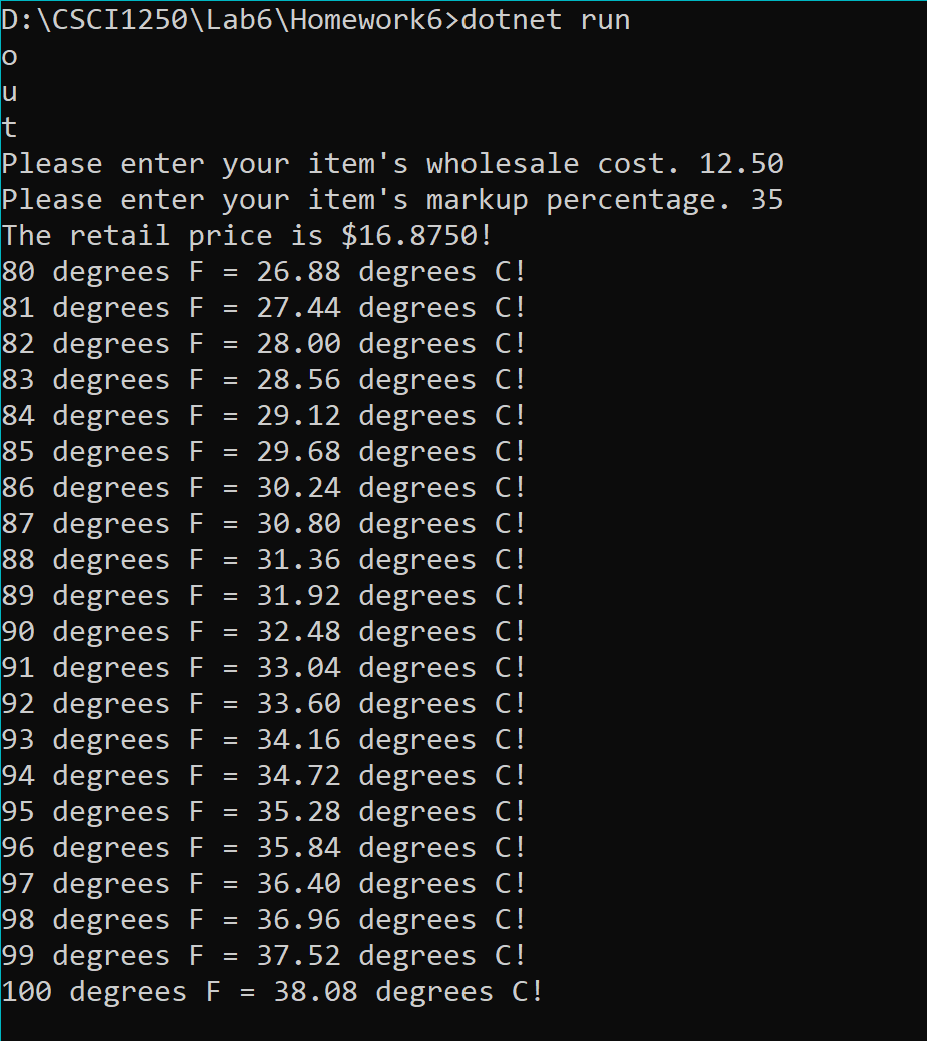 D:\CSCI1250\Lab6\Homework6>dotnet run
o
u
t
Please enter your item's wholesale cost. 12.50
Please enter your item's markup percentage. 35
The retail price is $16.8750!
80 degrees F = 26.88 degrees C!
81 degrees F = 27.44 degrees C!
82 degrees F = 28.00 degrees C!
83 degrees F = 28.56 degrees C!
84 degrees F = 29.12 degrees C!
85 degrees F = 29.68 degrees C!
86 degrees F = 30.24 degrees C!
87 degrees F = 30.80 degrees C!
88 degrees F = 31.36 degrees C!
89 degrees F = 31.92 degrees C!
90 degrees F = 32.48 degrees C!
91 degrees F = 33.04 degrees C!
92 degrees F = 33.60 degrees C!
93 degrees F = 34.16 degrees C!
94 degrees F = 34.72 degrees C!
95 degrees F = 35.28 degrees C!
96 degrees F = 35.84 degrees C!
97 degrees F = 36.40 degrees C!
98 degrees F = 36.96 degrees C!
99 degrees F = 37.52 degrees C!
100 degrees F = 38.08 degrees C!